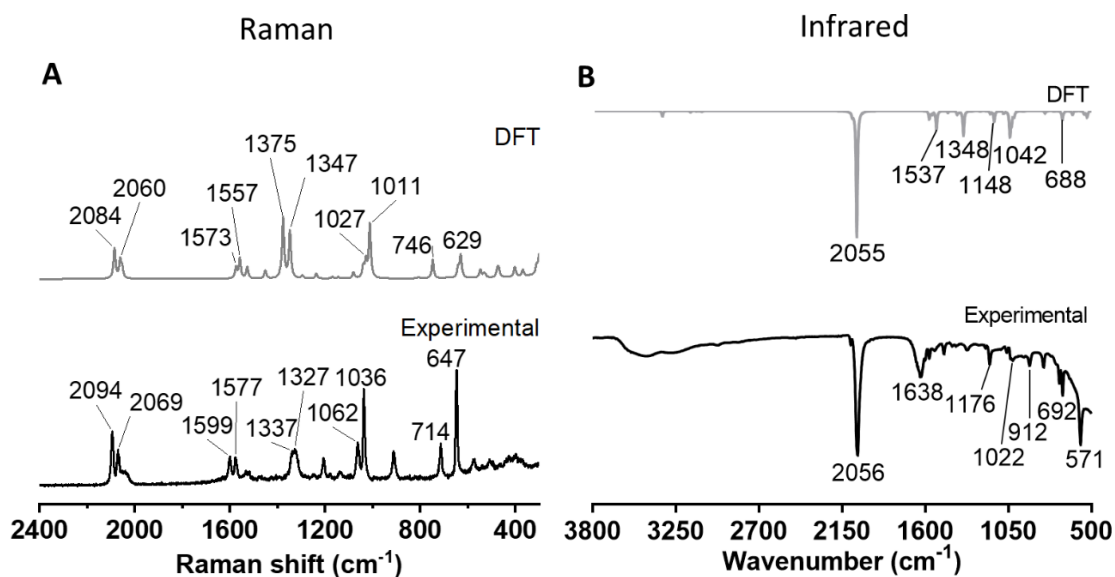 Raman
A
DFT
2084
2060
1573
1557
1375
1347
1027
1011
746
629
Experimental
2094
2069
1599
1577
1337
1327
1062
1036
714
647
2400 2000 1600 1200 800 400
Raman shift (cm⁻¹)
Infrared
B
DFT
2055
1537
1348
1148
1042
688
Experimental
2056
1638
1176
1022
912
692
571
3800 3250 2700 2150 1600 1050 500
Wavenumber (cm⁻¹)